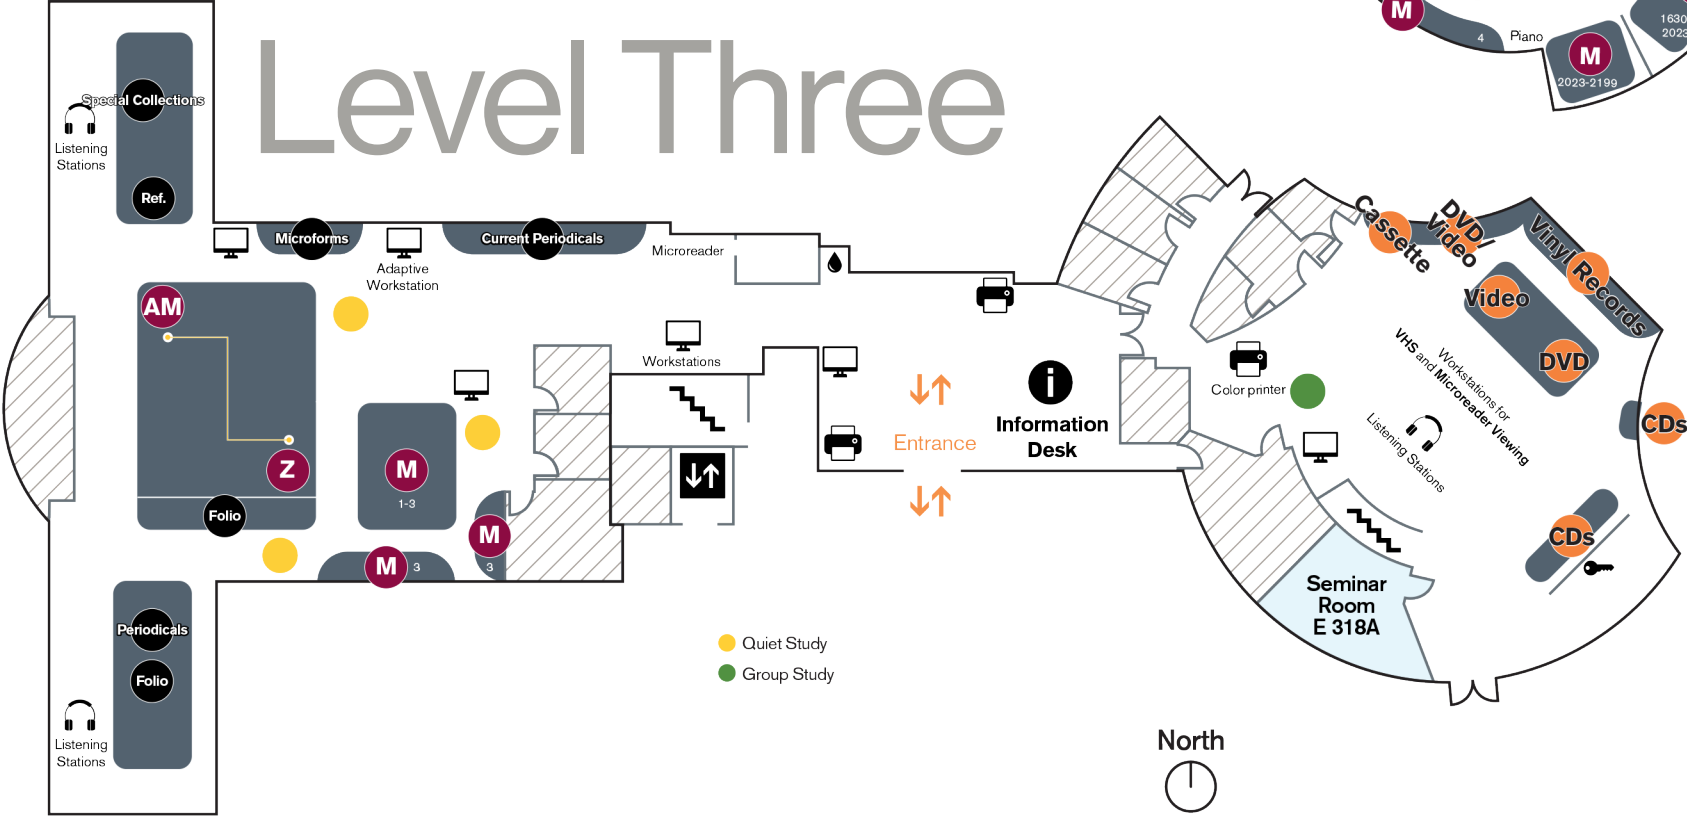 Level Three
M
4
Piano
M
2023-2199
1630
2023
Special Collections
Listening
Stations
Ref.
Microforms
Current Periodicals
Adaptive
Workstation
Microreader
AM
Z
Folio
M
1-3
M
3
M
3
Workstations
Periodicals
Folio
Listening
Stations
Entrance
i
Information
Desk
Color printer
Cassette
DVD/
Video
Vinyl Records
Video
DVD
CDs
Workstations for
VHS and Microreader Viewing
Listening Stations
CDs
Seminar
Room
E 318A
Quiet Study
Group Study
North